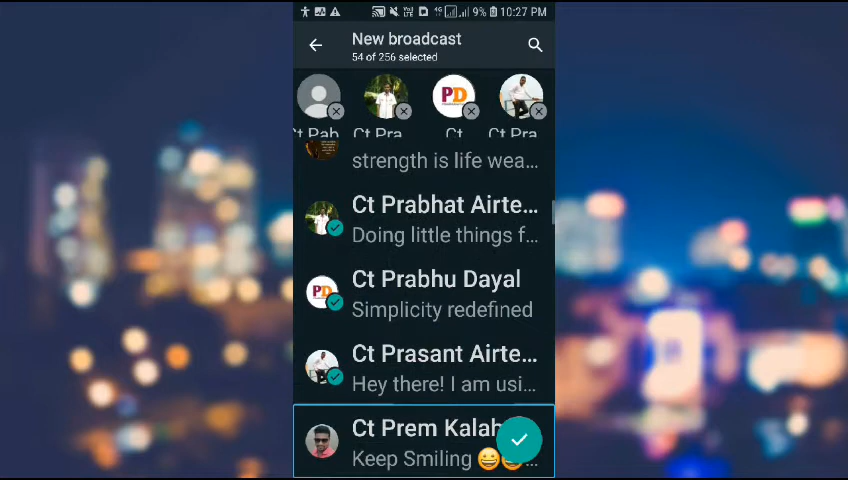 9% 10:27 PM
New broadcast
54 of 256 selected
PD
Ct Pra
Ct
Ct Pra
strength is life wea...
Ct Prabhat Airte...
Doing little things f...
Ct Prabhu Dayal
PD
Simplicity redefined
Ct Prasant Airte...
Hey there! I am usi...
Ct Prem Kalah
Keep Smiling 😀